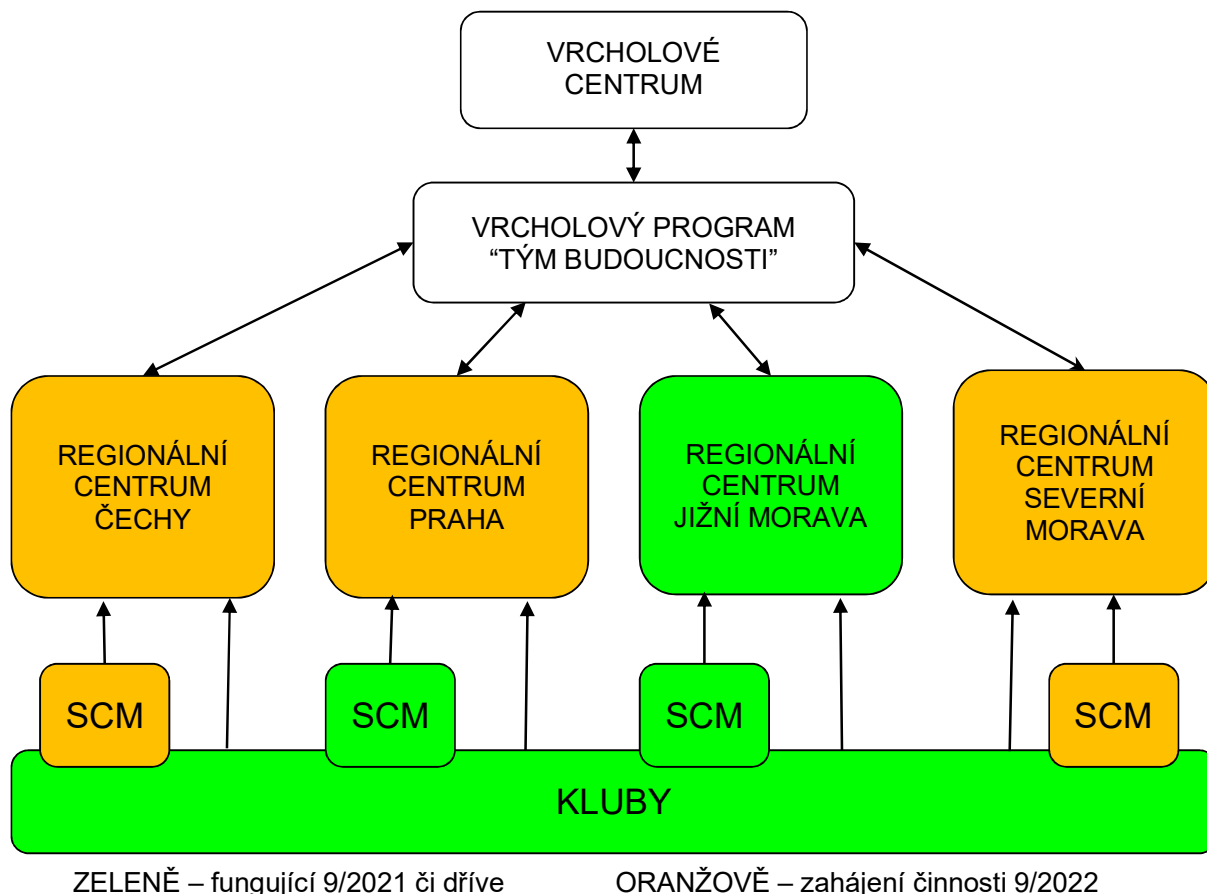 VRCHOLOVÉ
CENTRUM
VRCHOLOVÝ PROGRAM
“TÝM BUDOUCNOSTI”
REGIONÁLNÍ
CENTRUM
ČECHY
REGIONÁLNÍ
CENTRUM
PRAHA
REGIONÁLNÍ
CENTRUM
JIŽNÍ MORAVA
REGIONÁLNÍ
CENTRUM
SEVERNÍ
MORAVA
SCM
SCM
SCM
SCM
KLUBY
ZELENĚ – fungující 9/2021 či dříve
ORANŽOVĚ – zahájení činnosti 9/2022